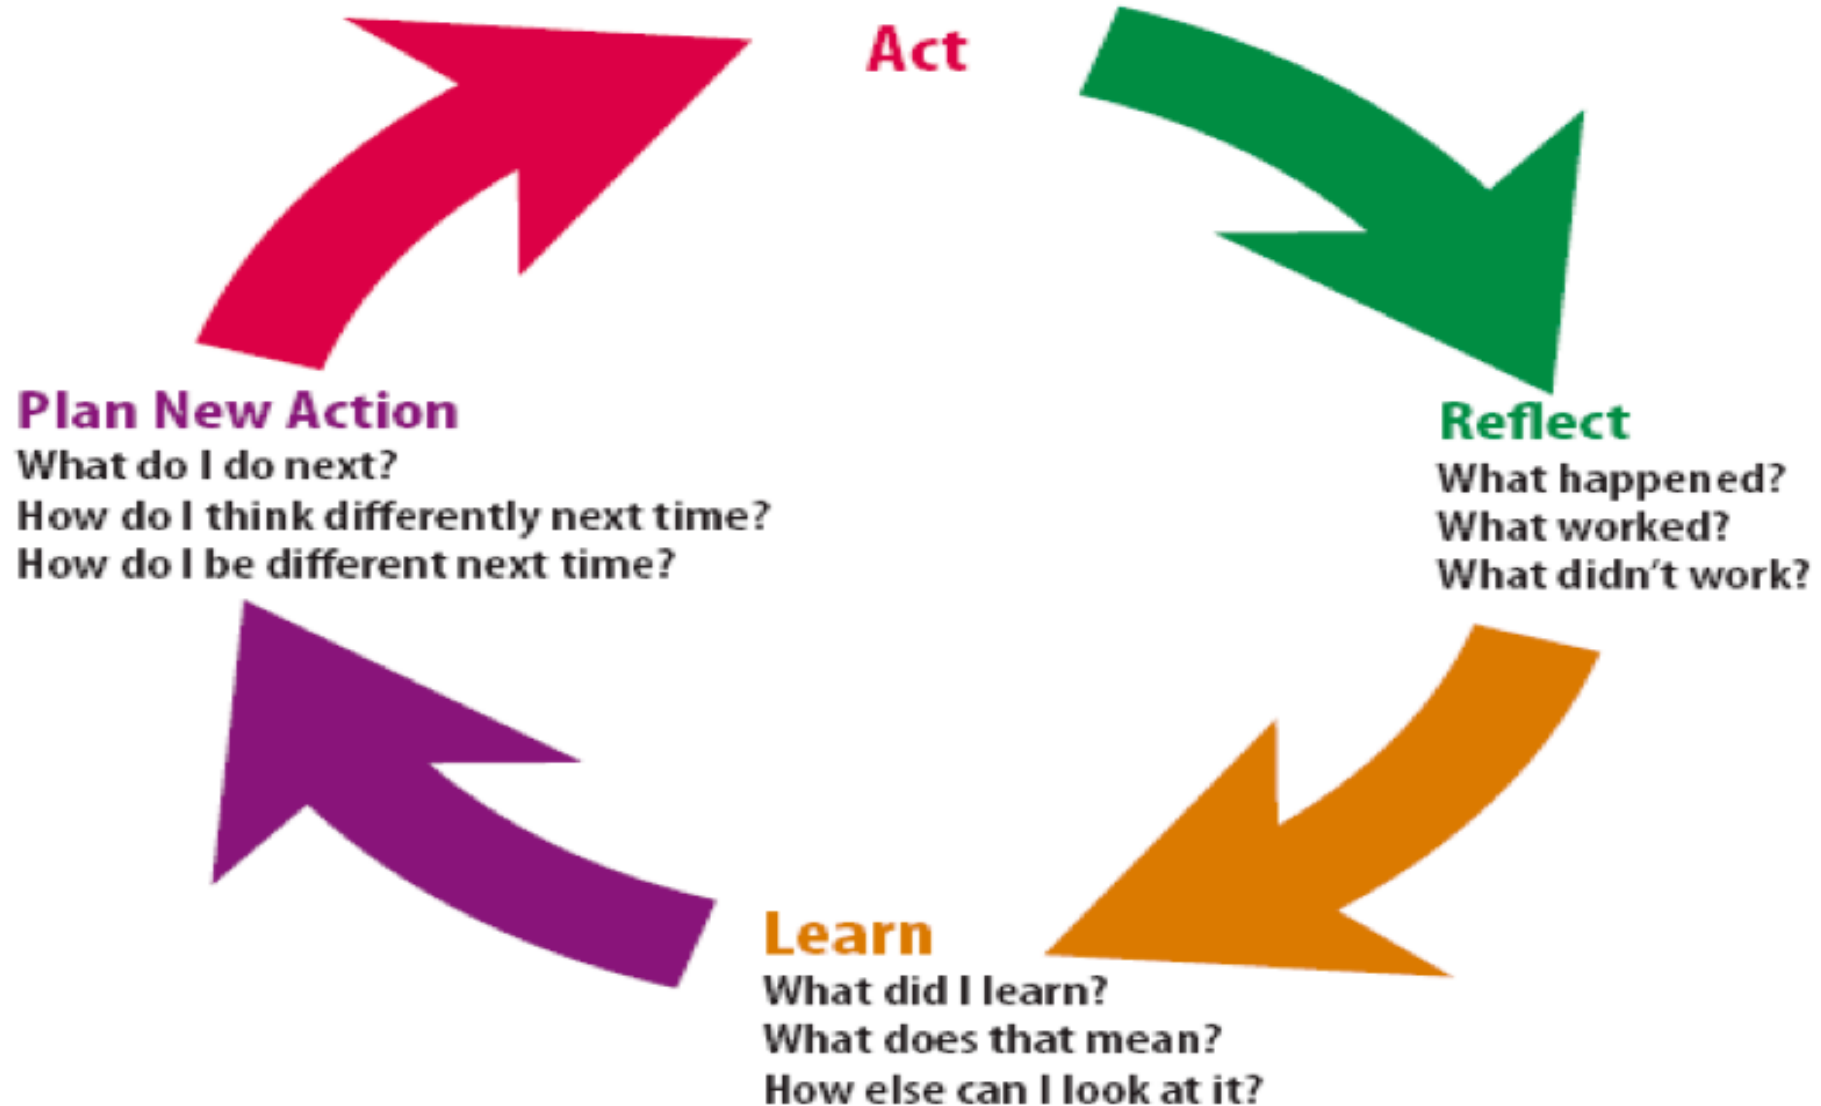 Act
Reflect
What happened?
What worked?
What didn't work?
Learn
What did I learn?
What does that mean?
How else can I look at it?
Plan New Action
What do I do next?
How do I think differently next time?
How do I be different next time?